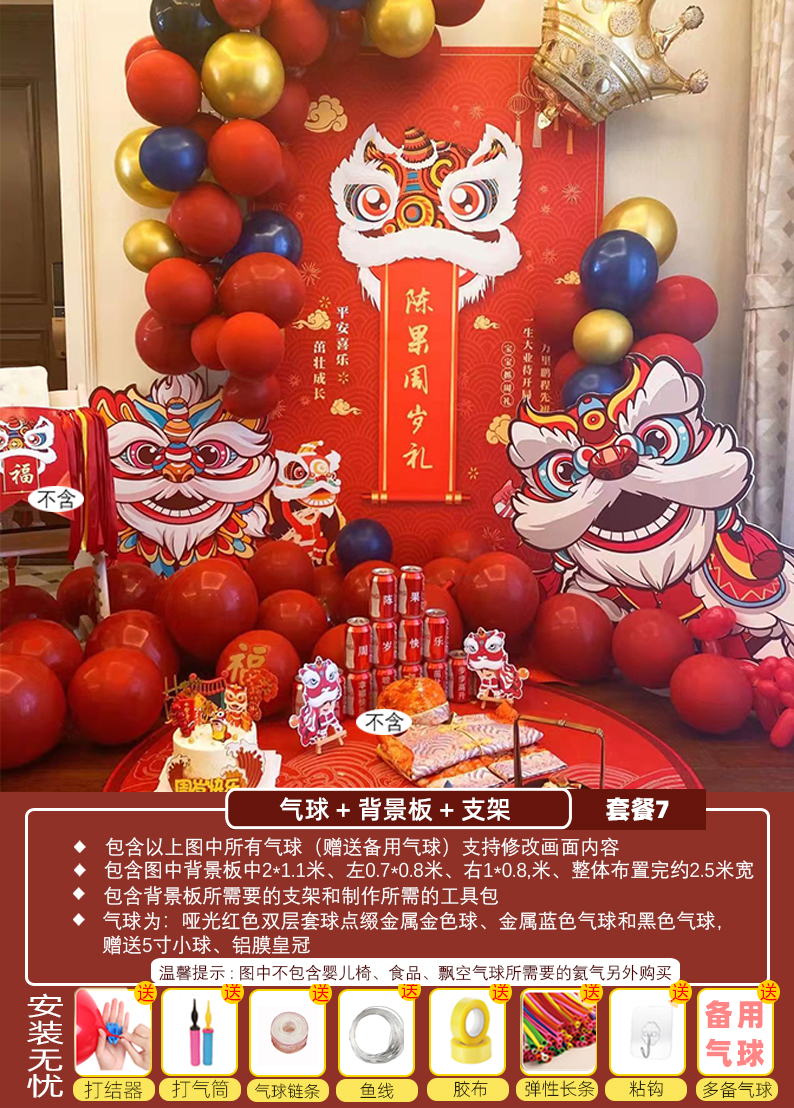 陈果周岁礼
平安喜乐
茁壮成长
一生大业待开
万里鹏程先
宝宝抓周礼
福
不含
陈 果
周 岁 快 乐
福
不含
周岁快乐
气球 + 背景板 + 支架
套餐7
包含以上图中所有气球（赠送备用气球）支持修改画面内容
包含图中背景板中2*1.1米、左0.7*0.8米、右1*0.8,米、整体布置完约2.5米宽
包含背景板所需要的支架和制作所需的工具包
气球为：哑光红色双层套球点缀金属金色球、金属蓝色气球和黑色气球，
赠送5寸小球、铝膜皇冠
温馨提示 : 图中不包含婴儿椅、食品、飘空气球所需要的氦气另外购买
安装无忧
送 送 送 送 送 送 送 送
备用
气球
打结器 打气筒 气球链条 鱼线 胶布 弹性长条 粘钩 多备气球